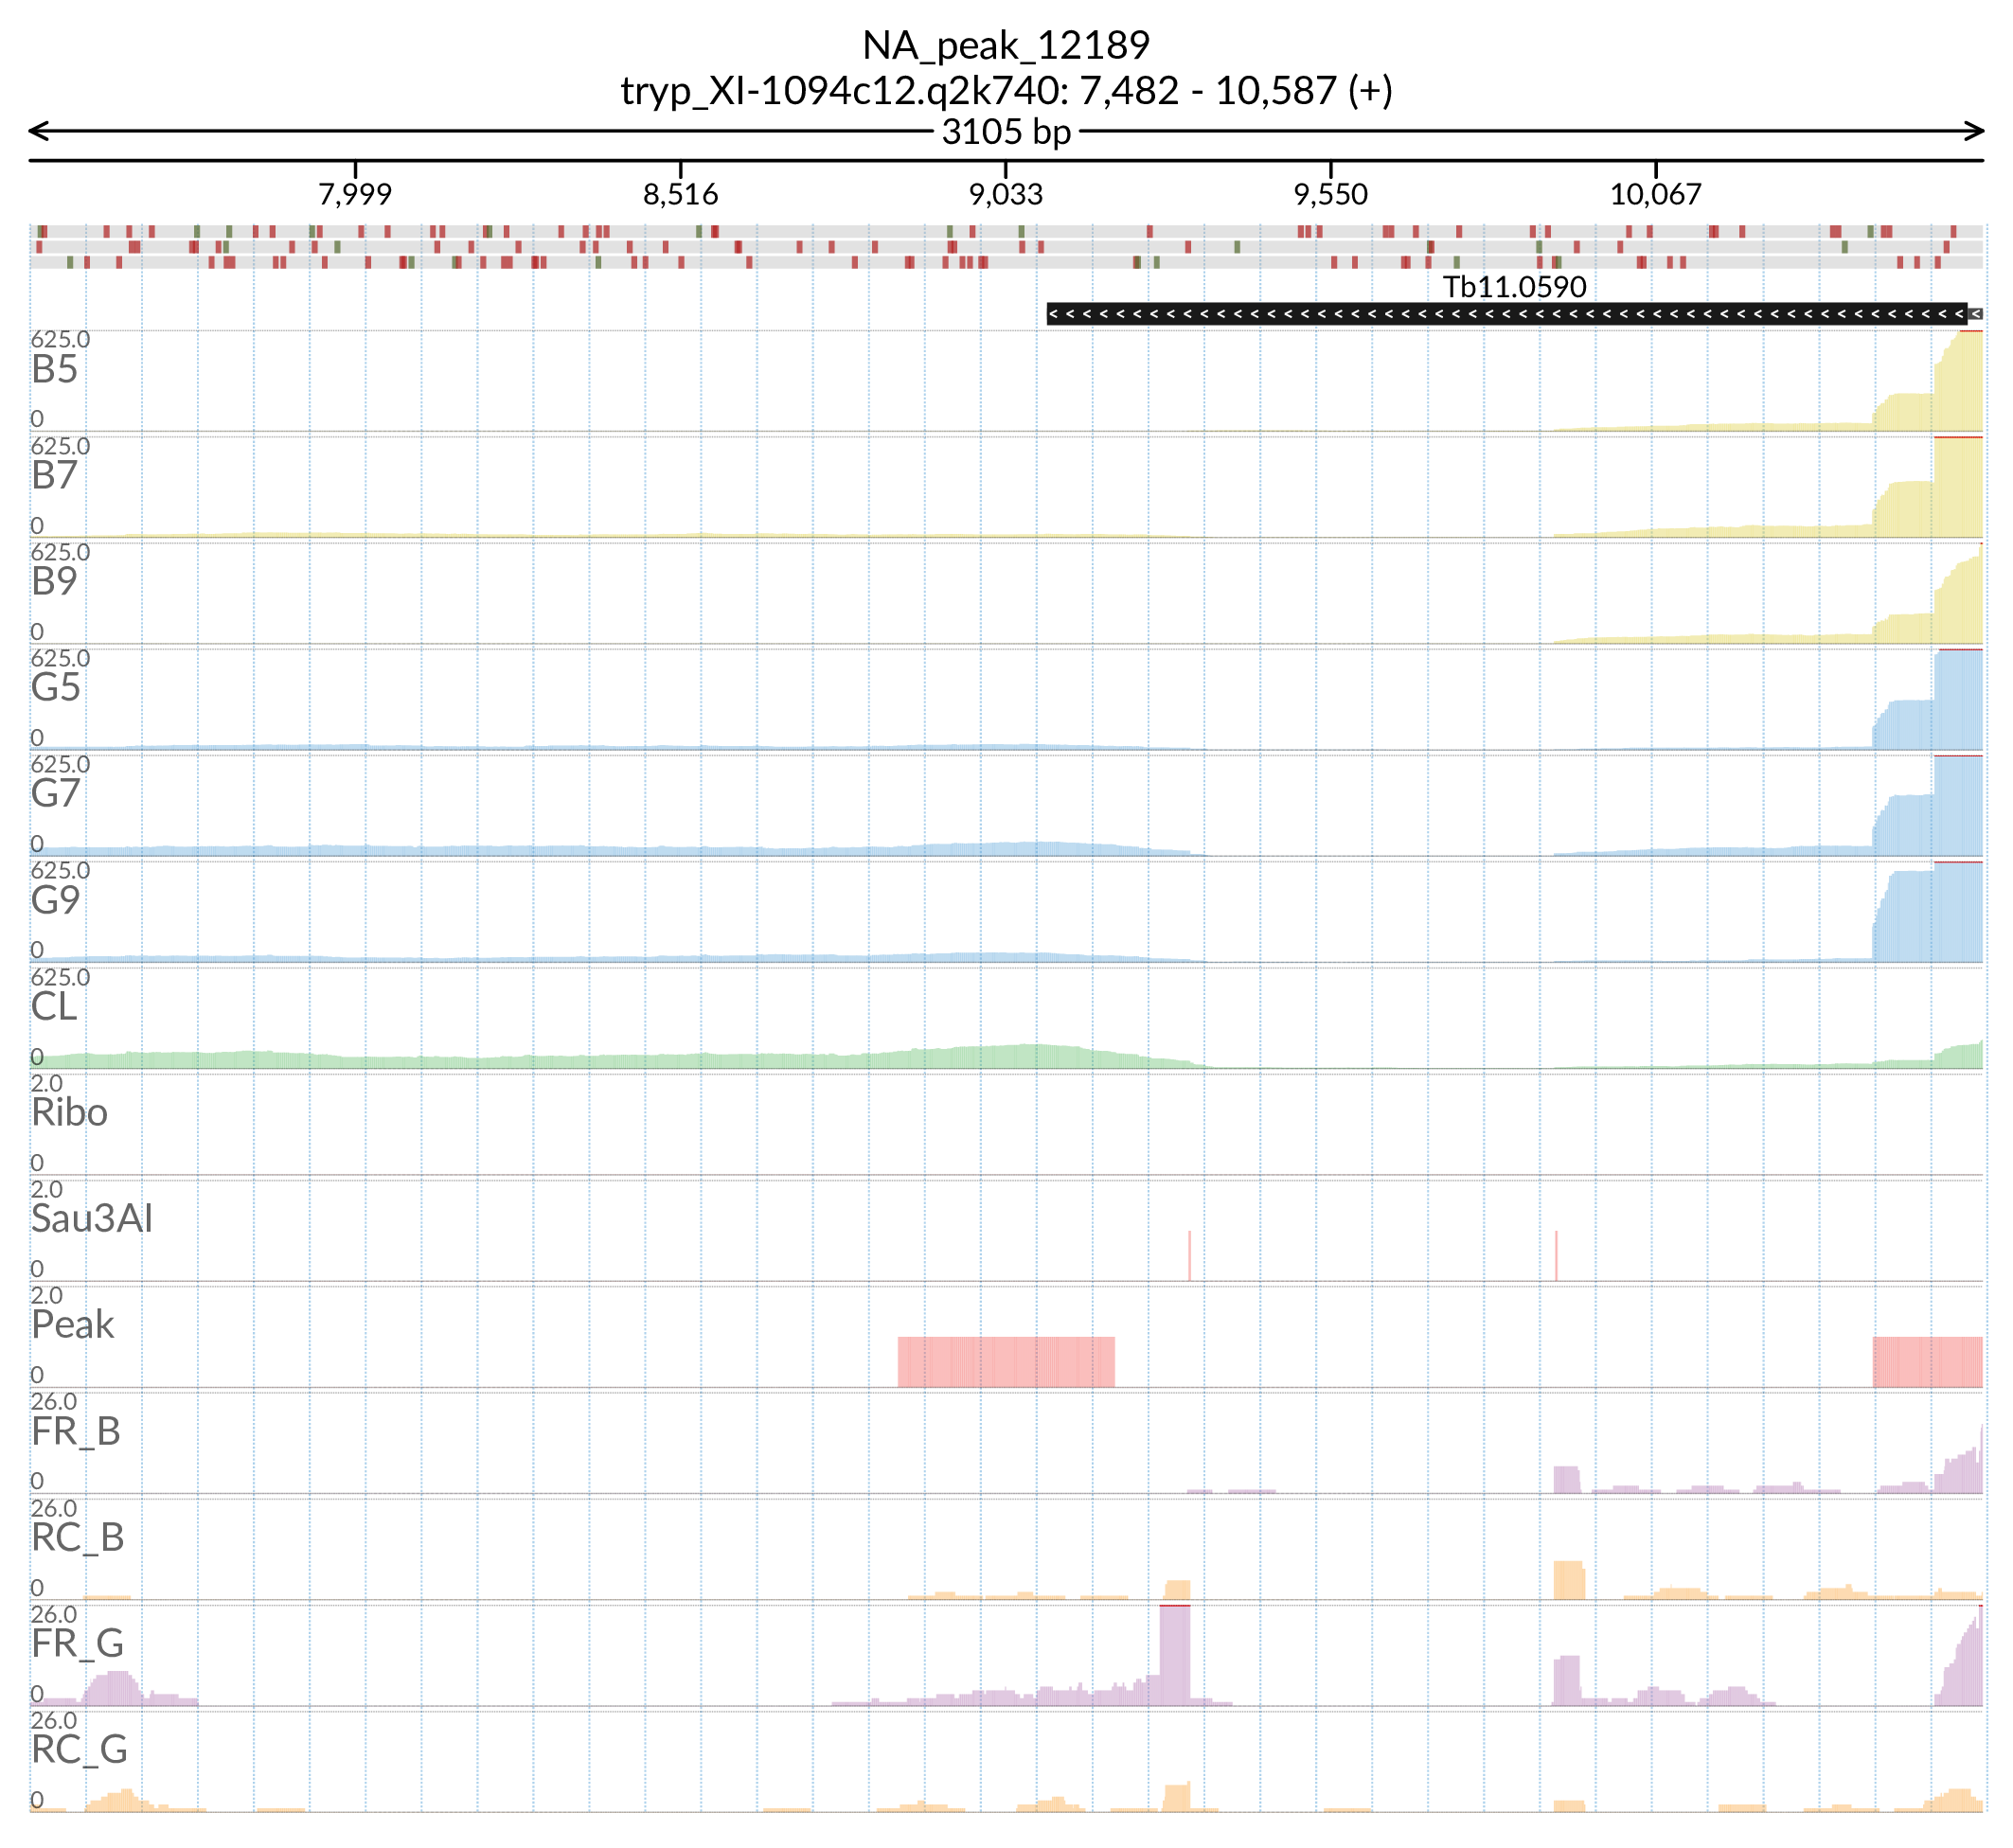 NA_peak_12189
tryp_XI-1094c12.q2k740: 7,482 - 10,587 (+)
3105 bp
7,999 8,516 9,033 9,550 10,067
Tb11.0590
625.0
B5
0
625.0
B7
0
625.0
B9
0
625.0
G5
0
625.0
G7
0
625.0
G9
0
625.0
CL
0
2.0
Ribo
0
2.0
Sau3AI
0
2.0
Peak
0
26.0
FR_B
0
26.0
RC_B
0
26.0
FR_G
0
26.0
RC_G
0